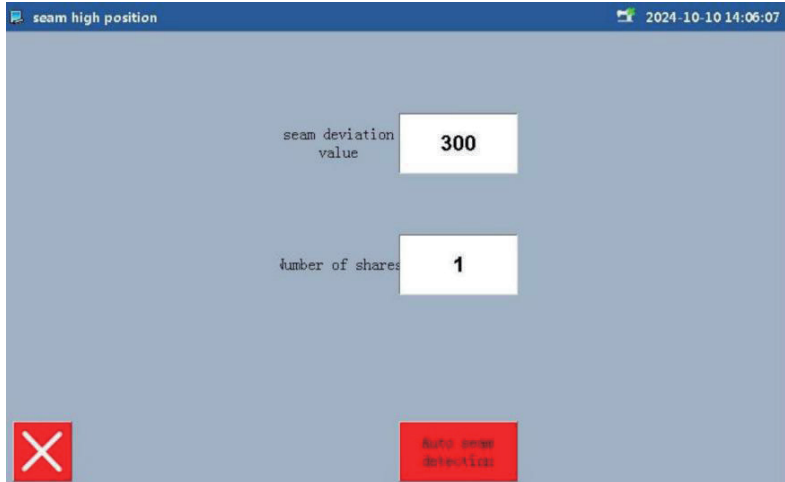 seam high position
2024-10-10 14:06:07
seam deviation
value
300
Number of shares
1
Auto seam
detection